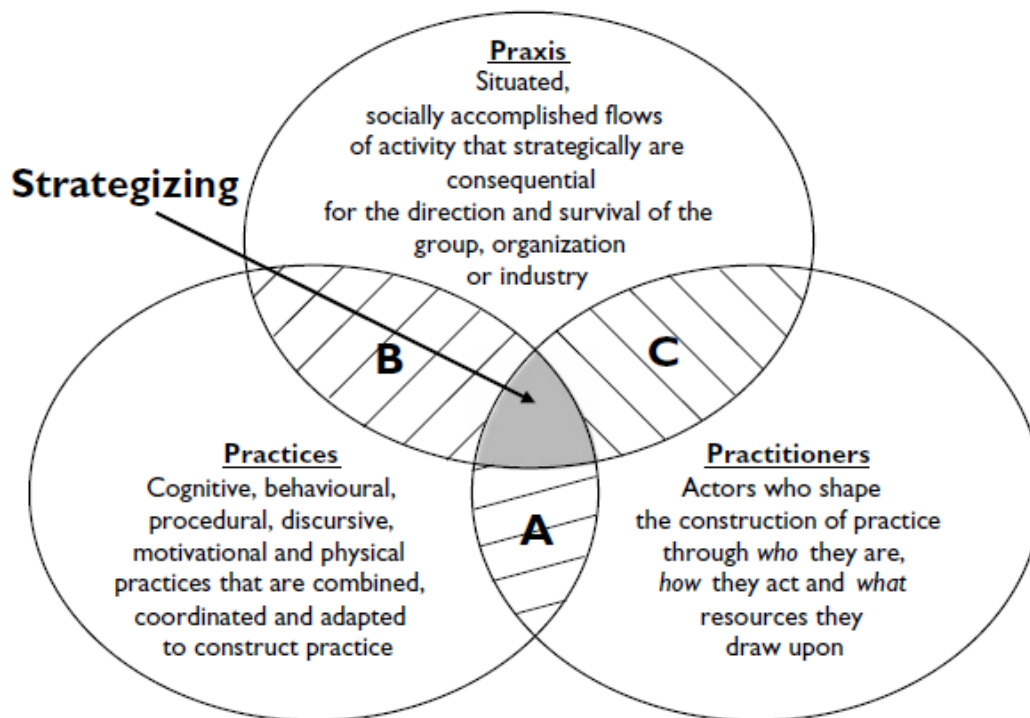 Praxis
Situated,
socially accomplished flows
of activity that strategically are
consequential
for the direction and survival of the
group, organization
or industry
Strategizing
B
C
Practices
Cognitive, behavioural,
procedural, discursive,
motivational and physical
practices that are combined,
coordinated and adapted
to construct practice
A
Practitioners
Actors who shape
the construction of practice
through who they are,
how they act and what
resources they
draw upon